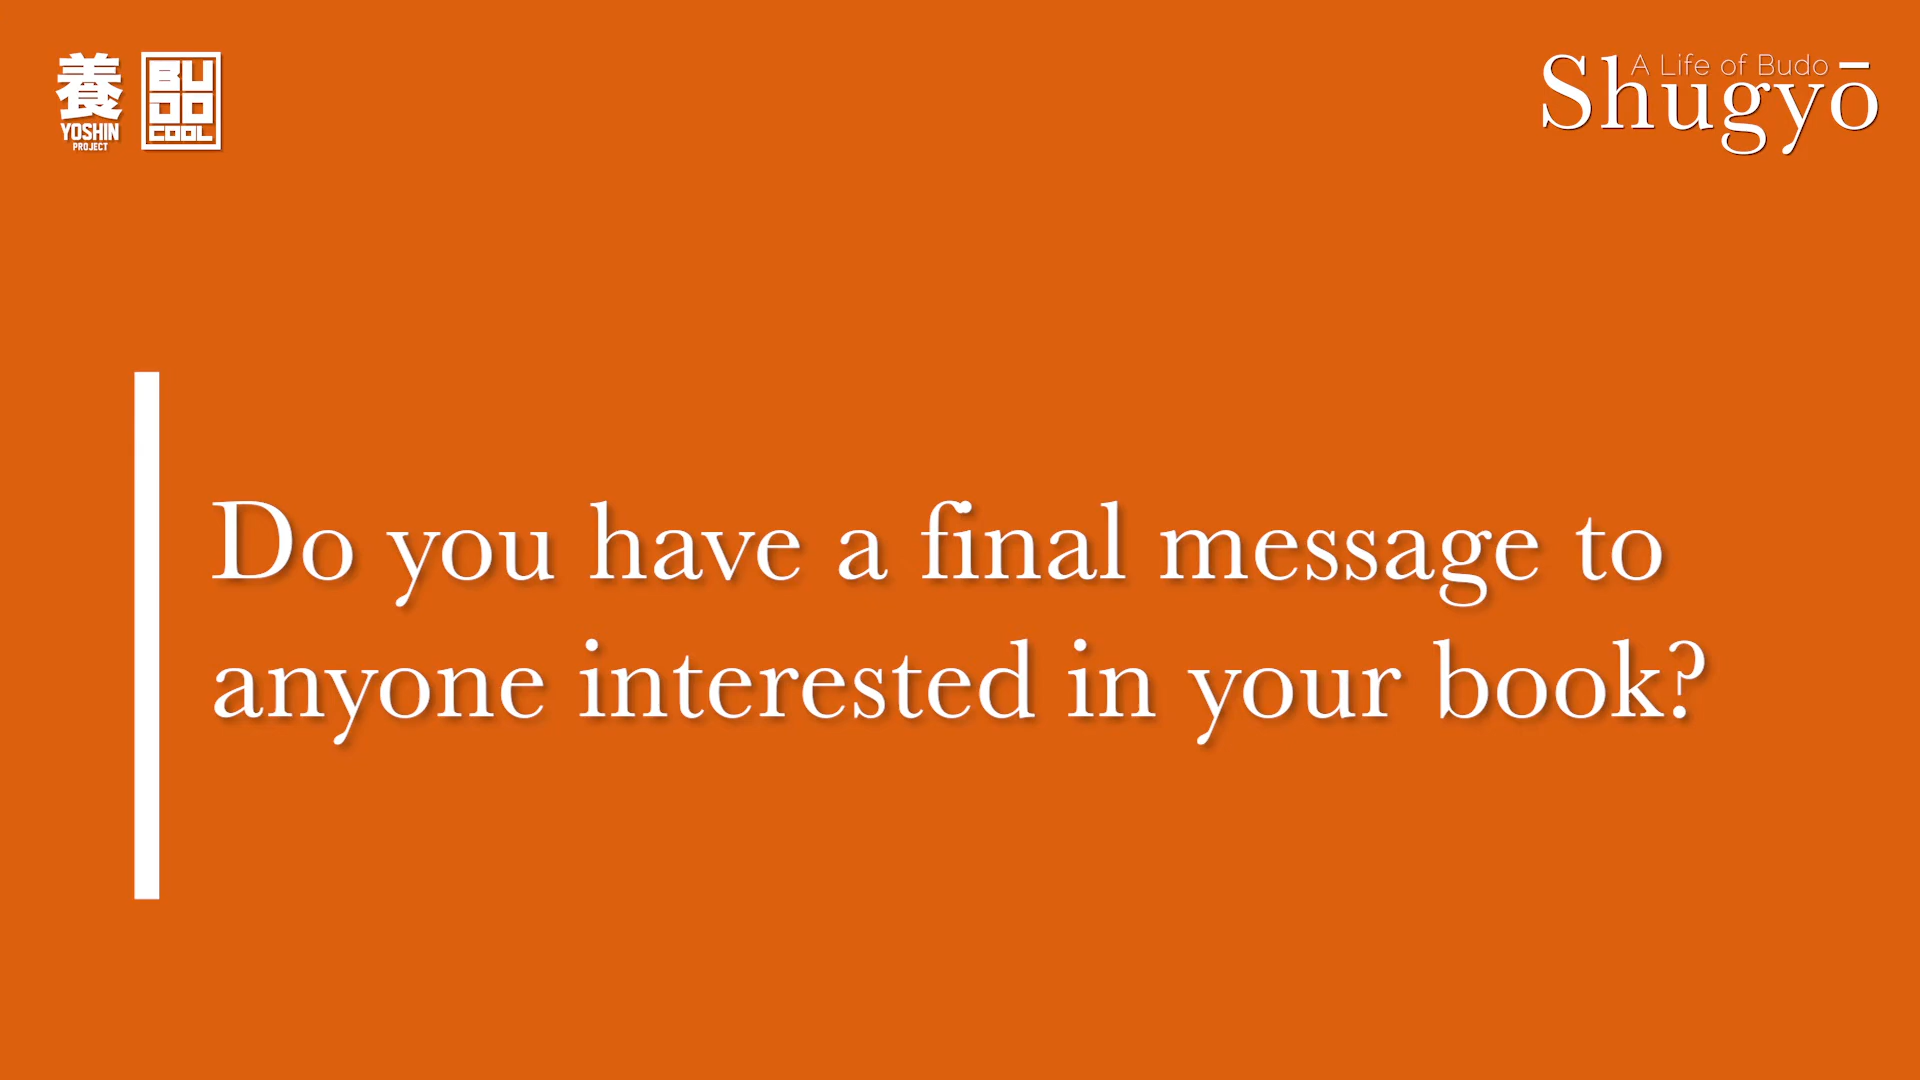 養
YOSHIN
PROJECT
BU
DO
COOL
A Life of Budo
Shugyō
Do you have a final message to
anyone interested in your book?